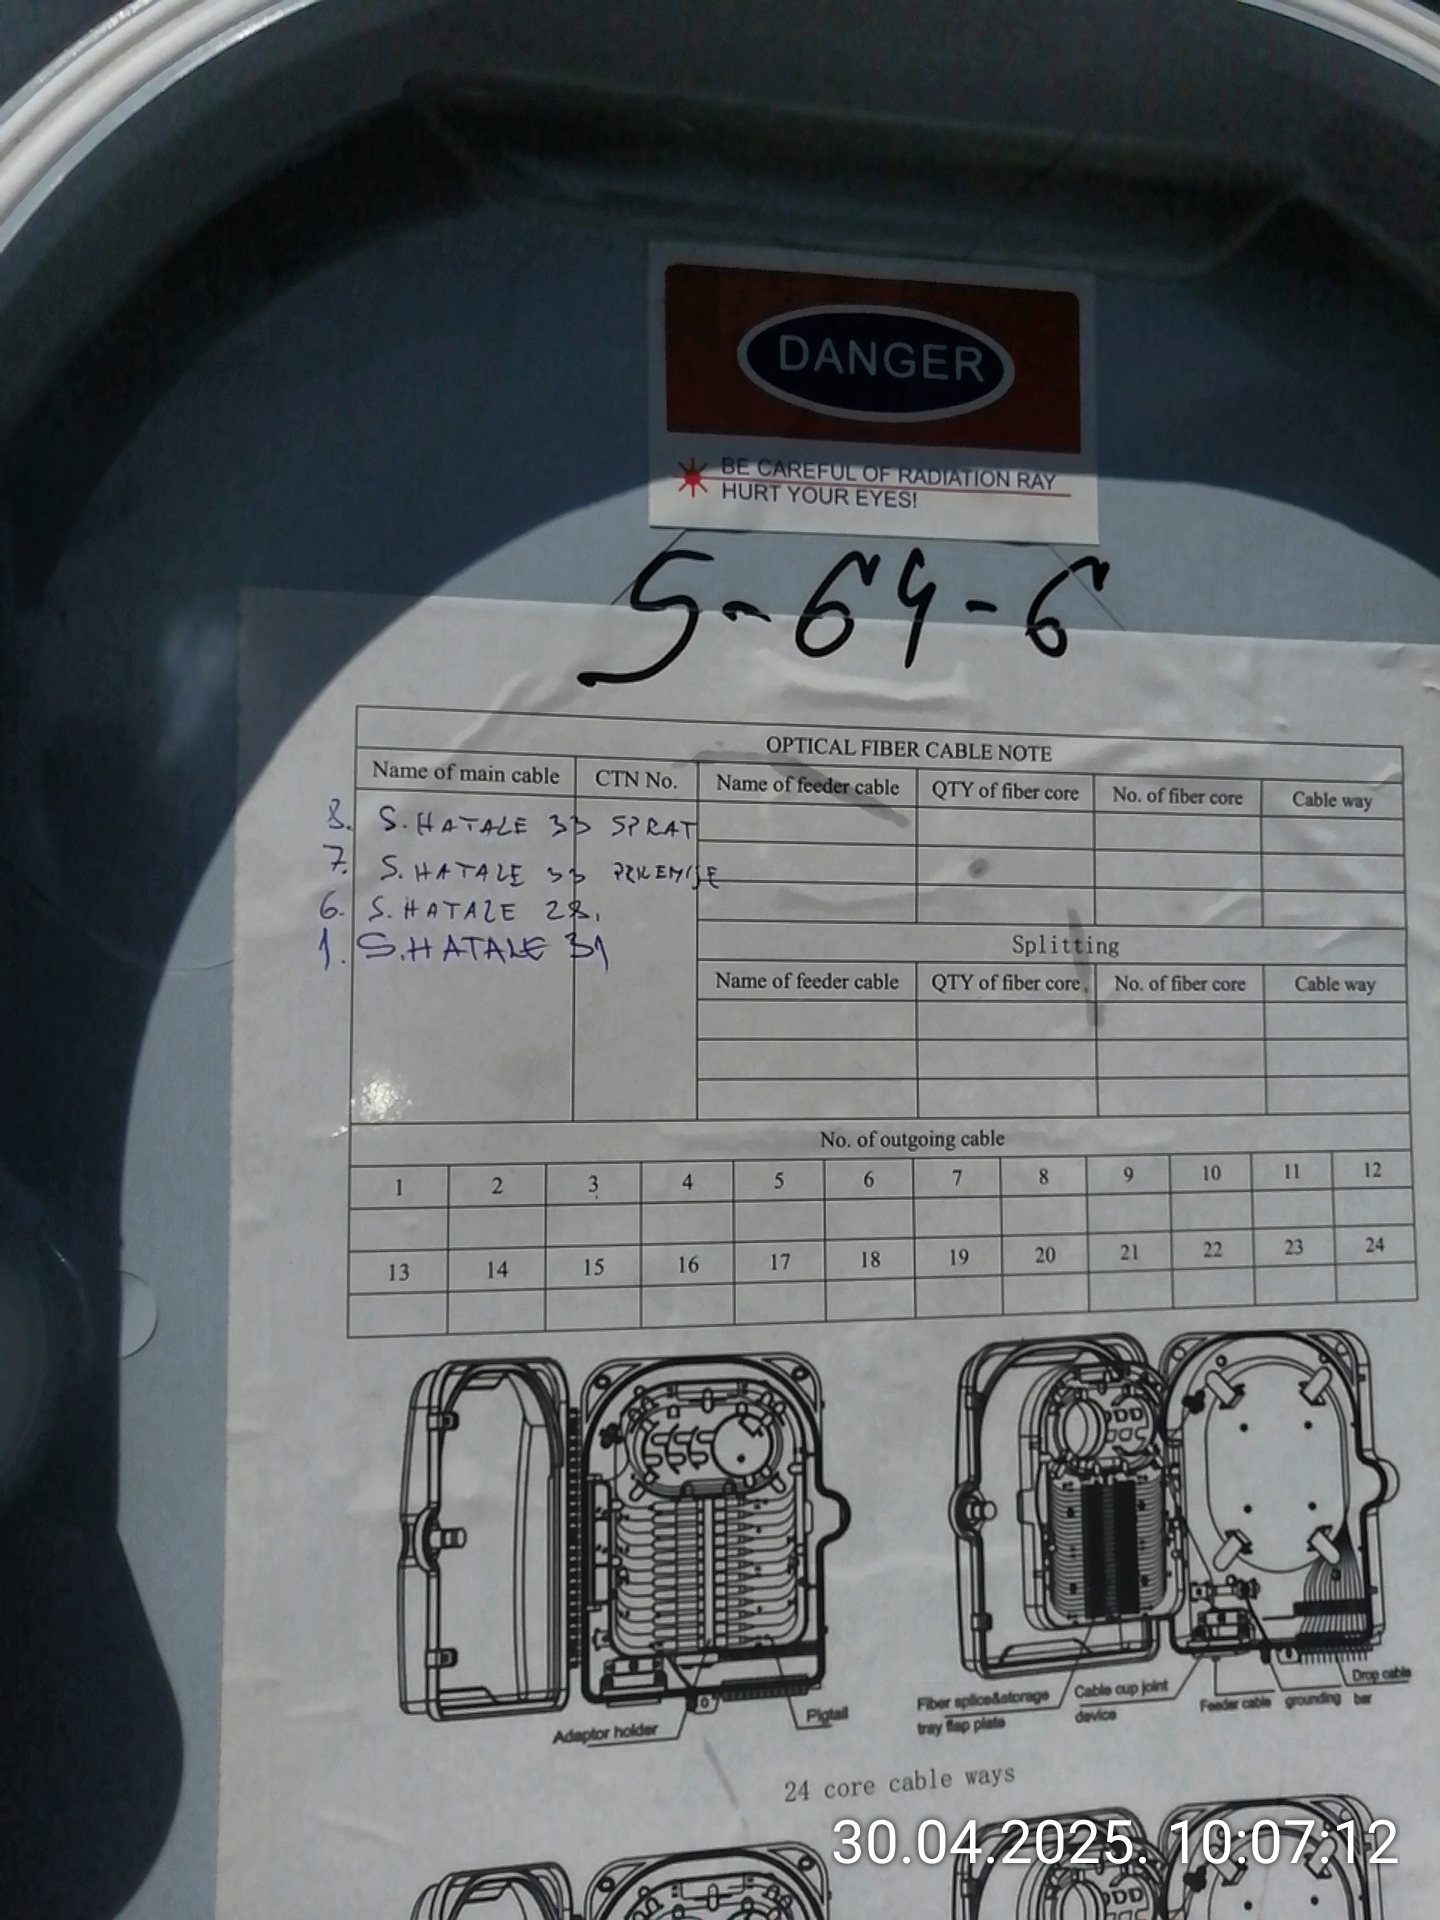 DANGER
BE CAREFUL OF RADIATION RAY
HURT YOUR EYES!
5-64-6
OPTICAL FIBER CABLE NOTE
Name of main cable CTN No. Name of feeder cable QTY of fiber core No. of fiber core Cable way
8. S. HATALE 33 SPRAT
7. S. HATALE 33
6. S. HATALE 28,
1. S. HATALE 31
Splitting
Name of feeder cable QTY of fiber core No. of fiber core Cable way
No. of outgoing cable
1 2 3 4 5 6 7 8 9 10 11 12
13 14 15 16 17 18 19 20 21 22 23 24
Adaptor holder
Pigtail
Fiber splice&storage
tray flap plate
Cable cup joint
device
Feeder cable
grounding
Drop cable
bar
24 core cable ways
30.04.2025. 10:07:12